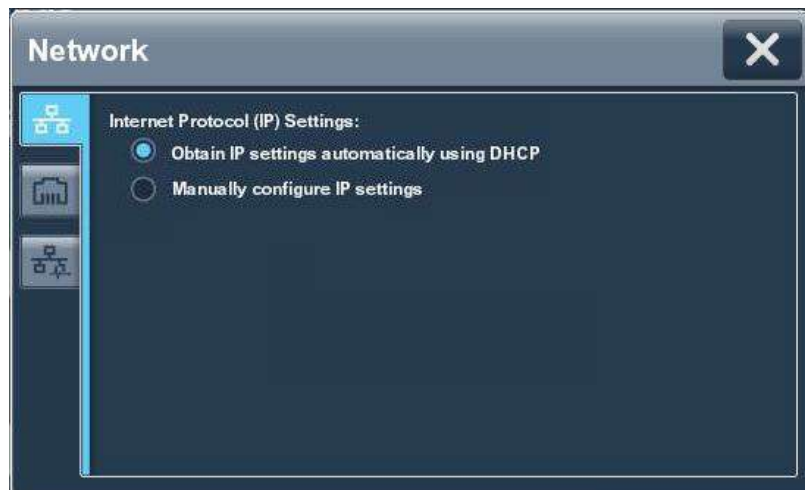 Network
Internet Protocol (IP) Settings:
Obtain IP settings automatically using DHCP
Manually configure IP settings